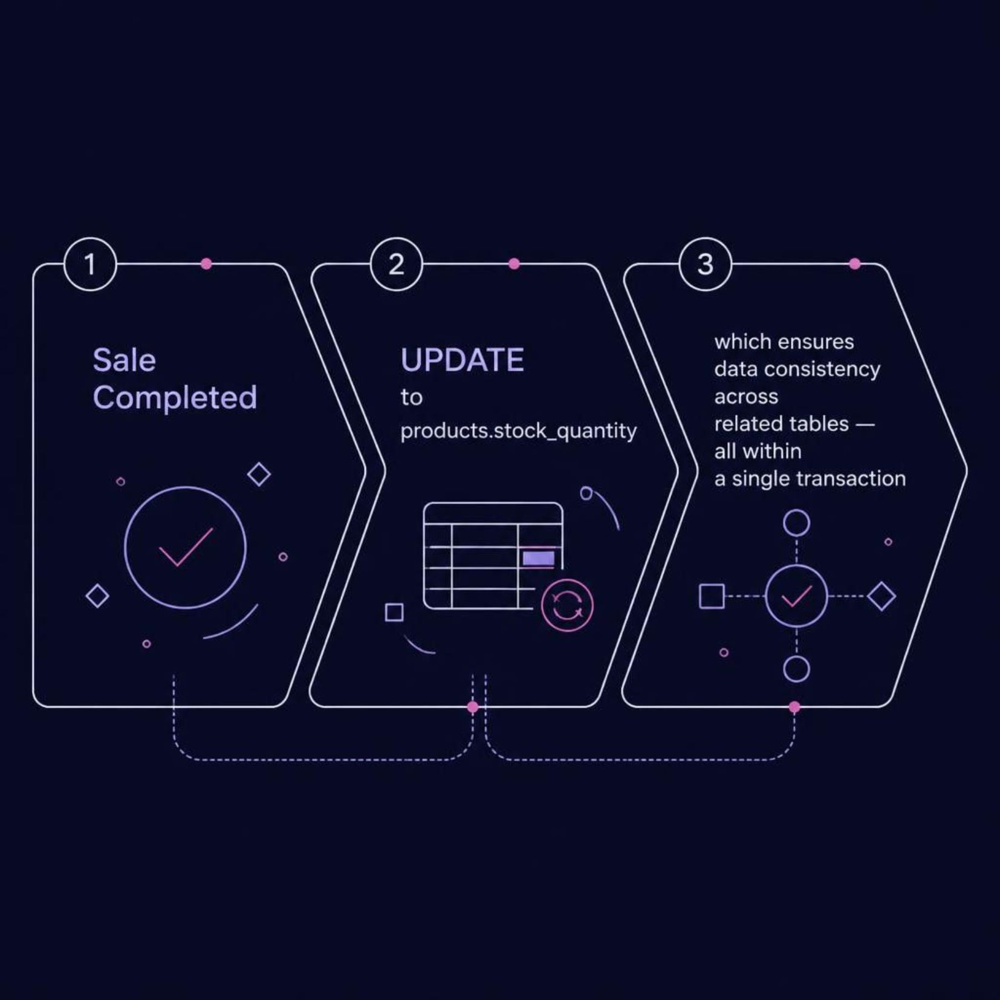 1
Sale
Completed
2
UPDATE
to
products.stock_quantity
3
which ensures
data consistency
across
related tables —
all within
a single transaction